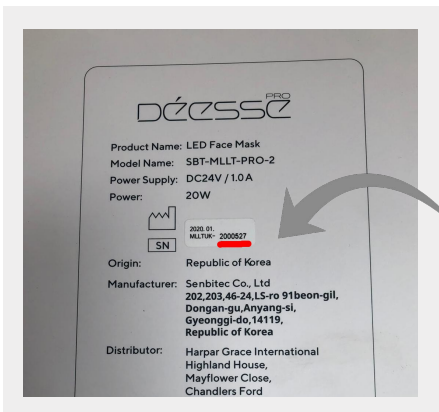 DÉESSE PRO
Product Name: LED Face Mask
Model Name: SBT-MLLT-PRO-2
Power Supply: DC24V / 1.0A
Power: 20W
2020. 01.
SN MLLTUK- 2000527
Origin: Republic of Korea
Manufacturer: Senbitec Co., Ltd
202,203,46-24,LS-ro 91beon-gil,
Dongan-gu,Anyang-si,
Gyeonggi-do,14119,
Republic of Korea
Distributor: Harpar Grace International
Highland House,
Mayflower Close,
Chandlers Ford